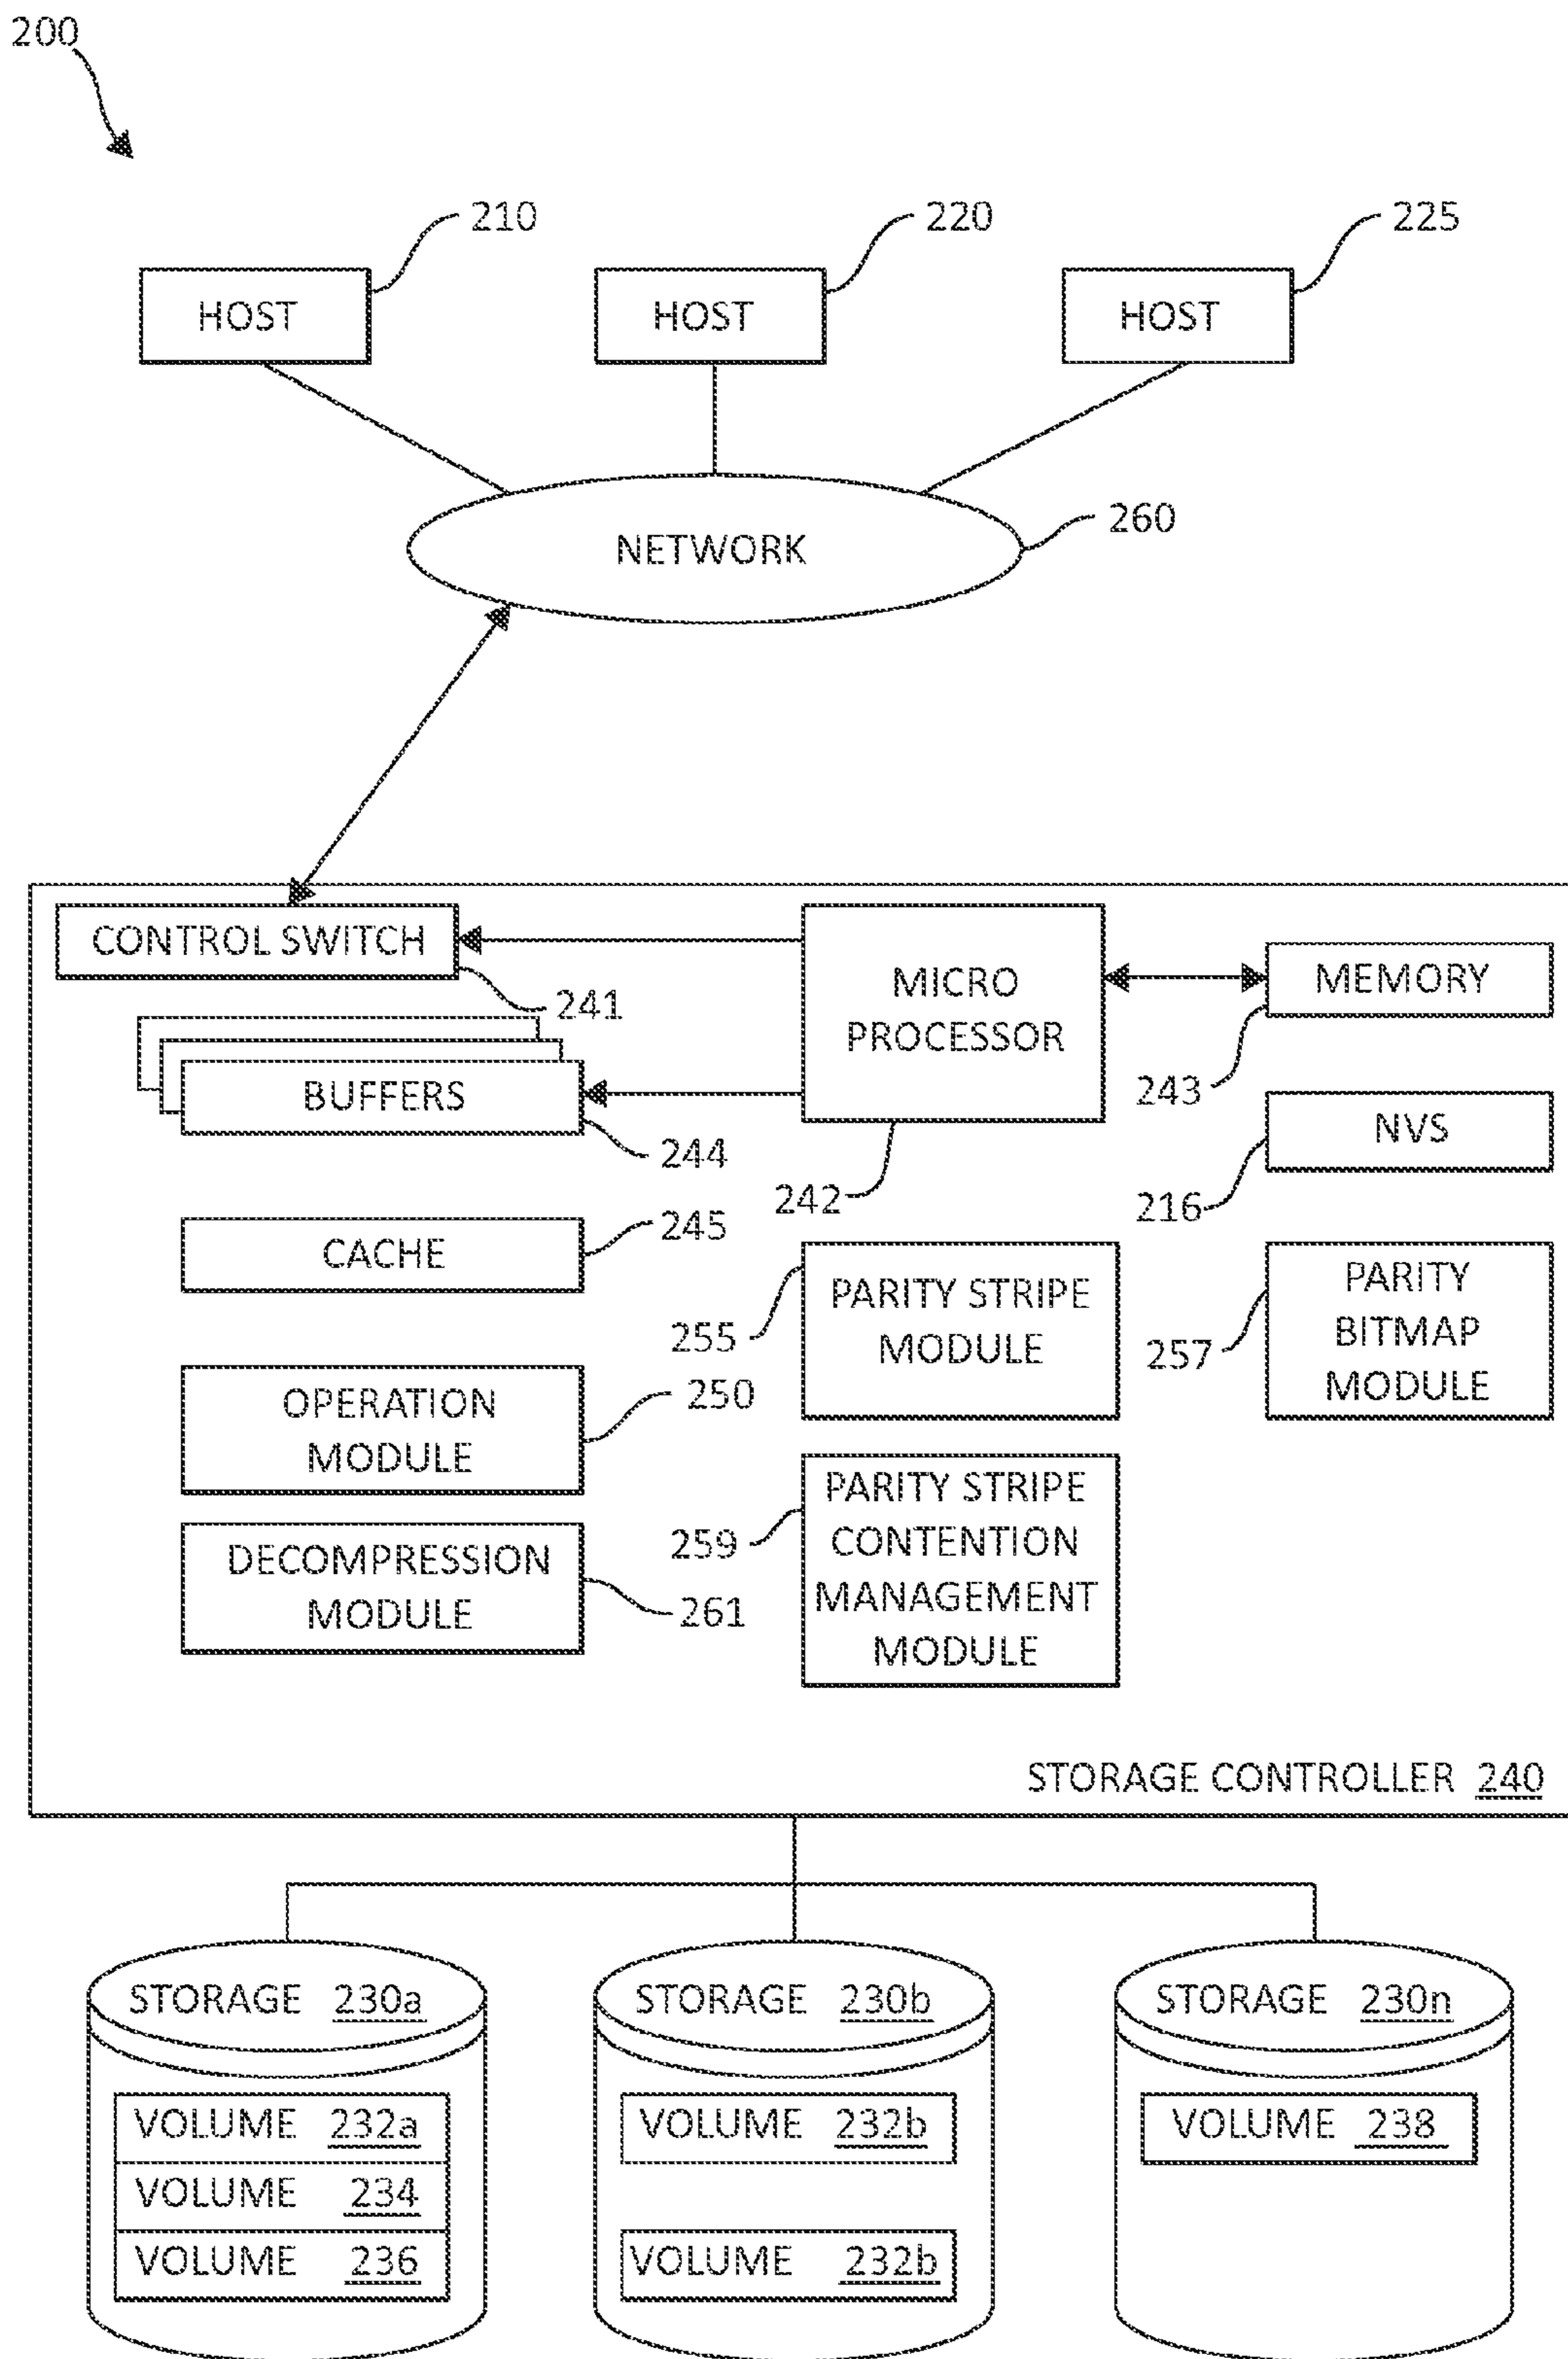 200
210
220
225
HOST
HOST
HOST
260
NETWORK
CONTROL SWITCH
241
MICRO
PROCESSOR
MEMORY
243
BUFFERS
244
242
NVS
216
CACHE
245
PARITY STRIPE
MODULE
255
PARITY
BITMAP
MODULE
257
OPERATION
MODULE
250
PARITY STRIPE
CONTENTION
MANAGEMENT
MODULE
259
DECOMPRESSION
MODULE
261
STORAGE CONTROLLER 240
STORAGE 230a
STORAGE 230b
STORAGE 230n
VOLUME 232a
VOLUME 232b
VOLUME 238
VOLUME 234
VOLUME 236
VOLUME 232b